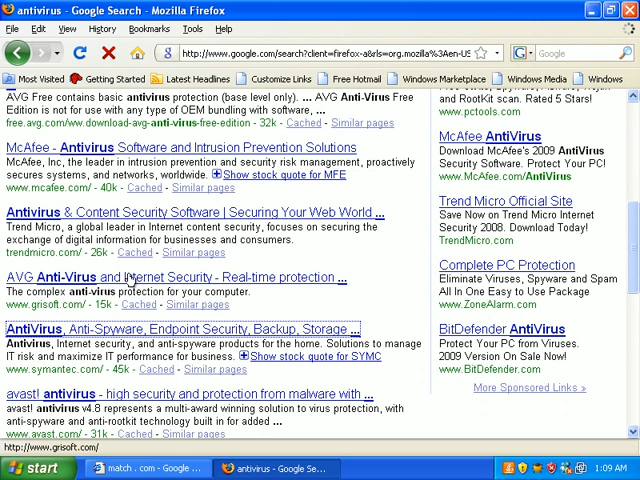 antivirus - Google Search - Mozilla Firefox
File Edit View History Bookmarks Tools Help
http://www.google.com/search?client=firefox-a&rls=org.mozilla%3Aen-US
Google
Most Visited Getting Started Latest Headlines Customize Links Free Hotmail Windows Marketplace Windows Media Windows
AVG Free contains basic antivirus protection (base level only). ... AVG Anti-Virus Free
Edition is not for use with any type of OEM bundling with software, ...
free.avg.com/ww.download-avg-anti-virus-free-edition - 32k - Cached - Similar pages
McAfee - Antivirus Software and Intrusion Prevention Solutions
McAfee, Inc, the leader in intrusion prevention and security risk management, proactively
secures systems, and networks, worldwide. Show stock quote for MFE
www.mcafee.com/ - 40k - Cached - Similar pages
Antivirus & Content Security Software | Securing Your Web World ...
Trend Micro, a global leader in Internet content security, focuses on securing the
exchange of digital information for businesses and consumers.
trendmicro.com/ - 26k - Cached - Similar pages
AVG Anti-Virus and Internet Security - Real-time protection ...
The complex anti-virus protection for your computer.
www.grisoft.com/ - 15k - Cached - Similar pages
AntiVirus, Anti-Spyware, Endpoint Security, Backup, Storage ...
Antivirus, Internet security, and anti-spyware products for the home. Solutions to manage
IT risk and maximize IT performance for business. Show stock quote for SYMC
www.symantec.com/ - 45k - Cached - Similar pages
avast! antivirus - high security and protection from malware with ...
avast! antivirus v4.8 represents a multi-award winning solution to virus protection, with
anti-spyware and anti-rootkit technology built in for added ...
www.avast.com/ - 31k - Cached - Similar pages
and RootKit scan. Rated 5 Stars!
www.pctools.com
McAfee AntiVirus
Download McAfee's 2009 AntiVirus
Security Software. Protect Your PC!
www.McAfee.com/AntiVirus
Trend Micro Official Site
Save Now on Trend Micro Internet
Security 2008. Download Today!
TrendMicro.com
Complete PC Protection
Eliminate Viruses, Spyware and Spam
All In One Easy to Use Package
www.ZoneAlarm.com
BitDefender AntiVirus
Protect Your PC from Viruses.
2009 Version On Sale Now!
www.BitDefender.com
More Sponsored Links »
http://www.grisoft.com/
start match . com - Google ... antivirus - Google Se... 1:09 AM